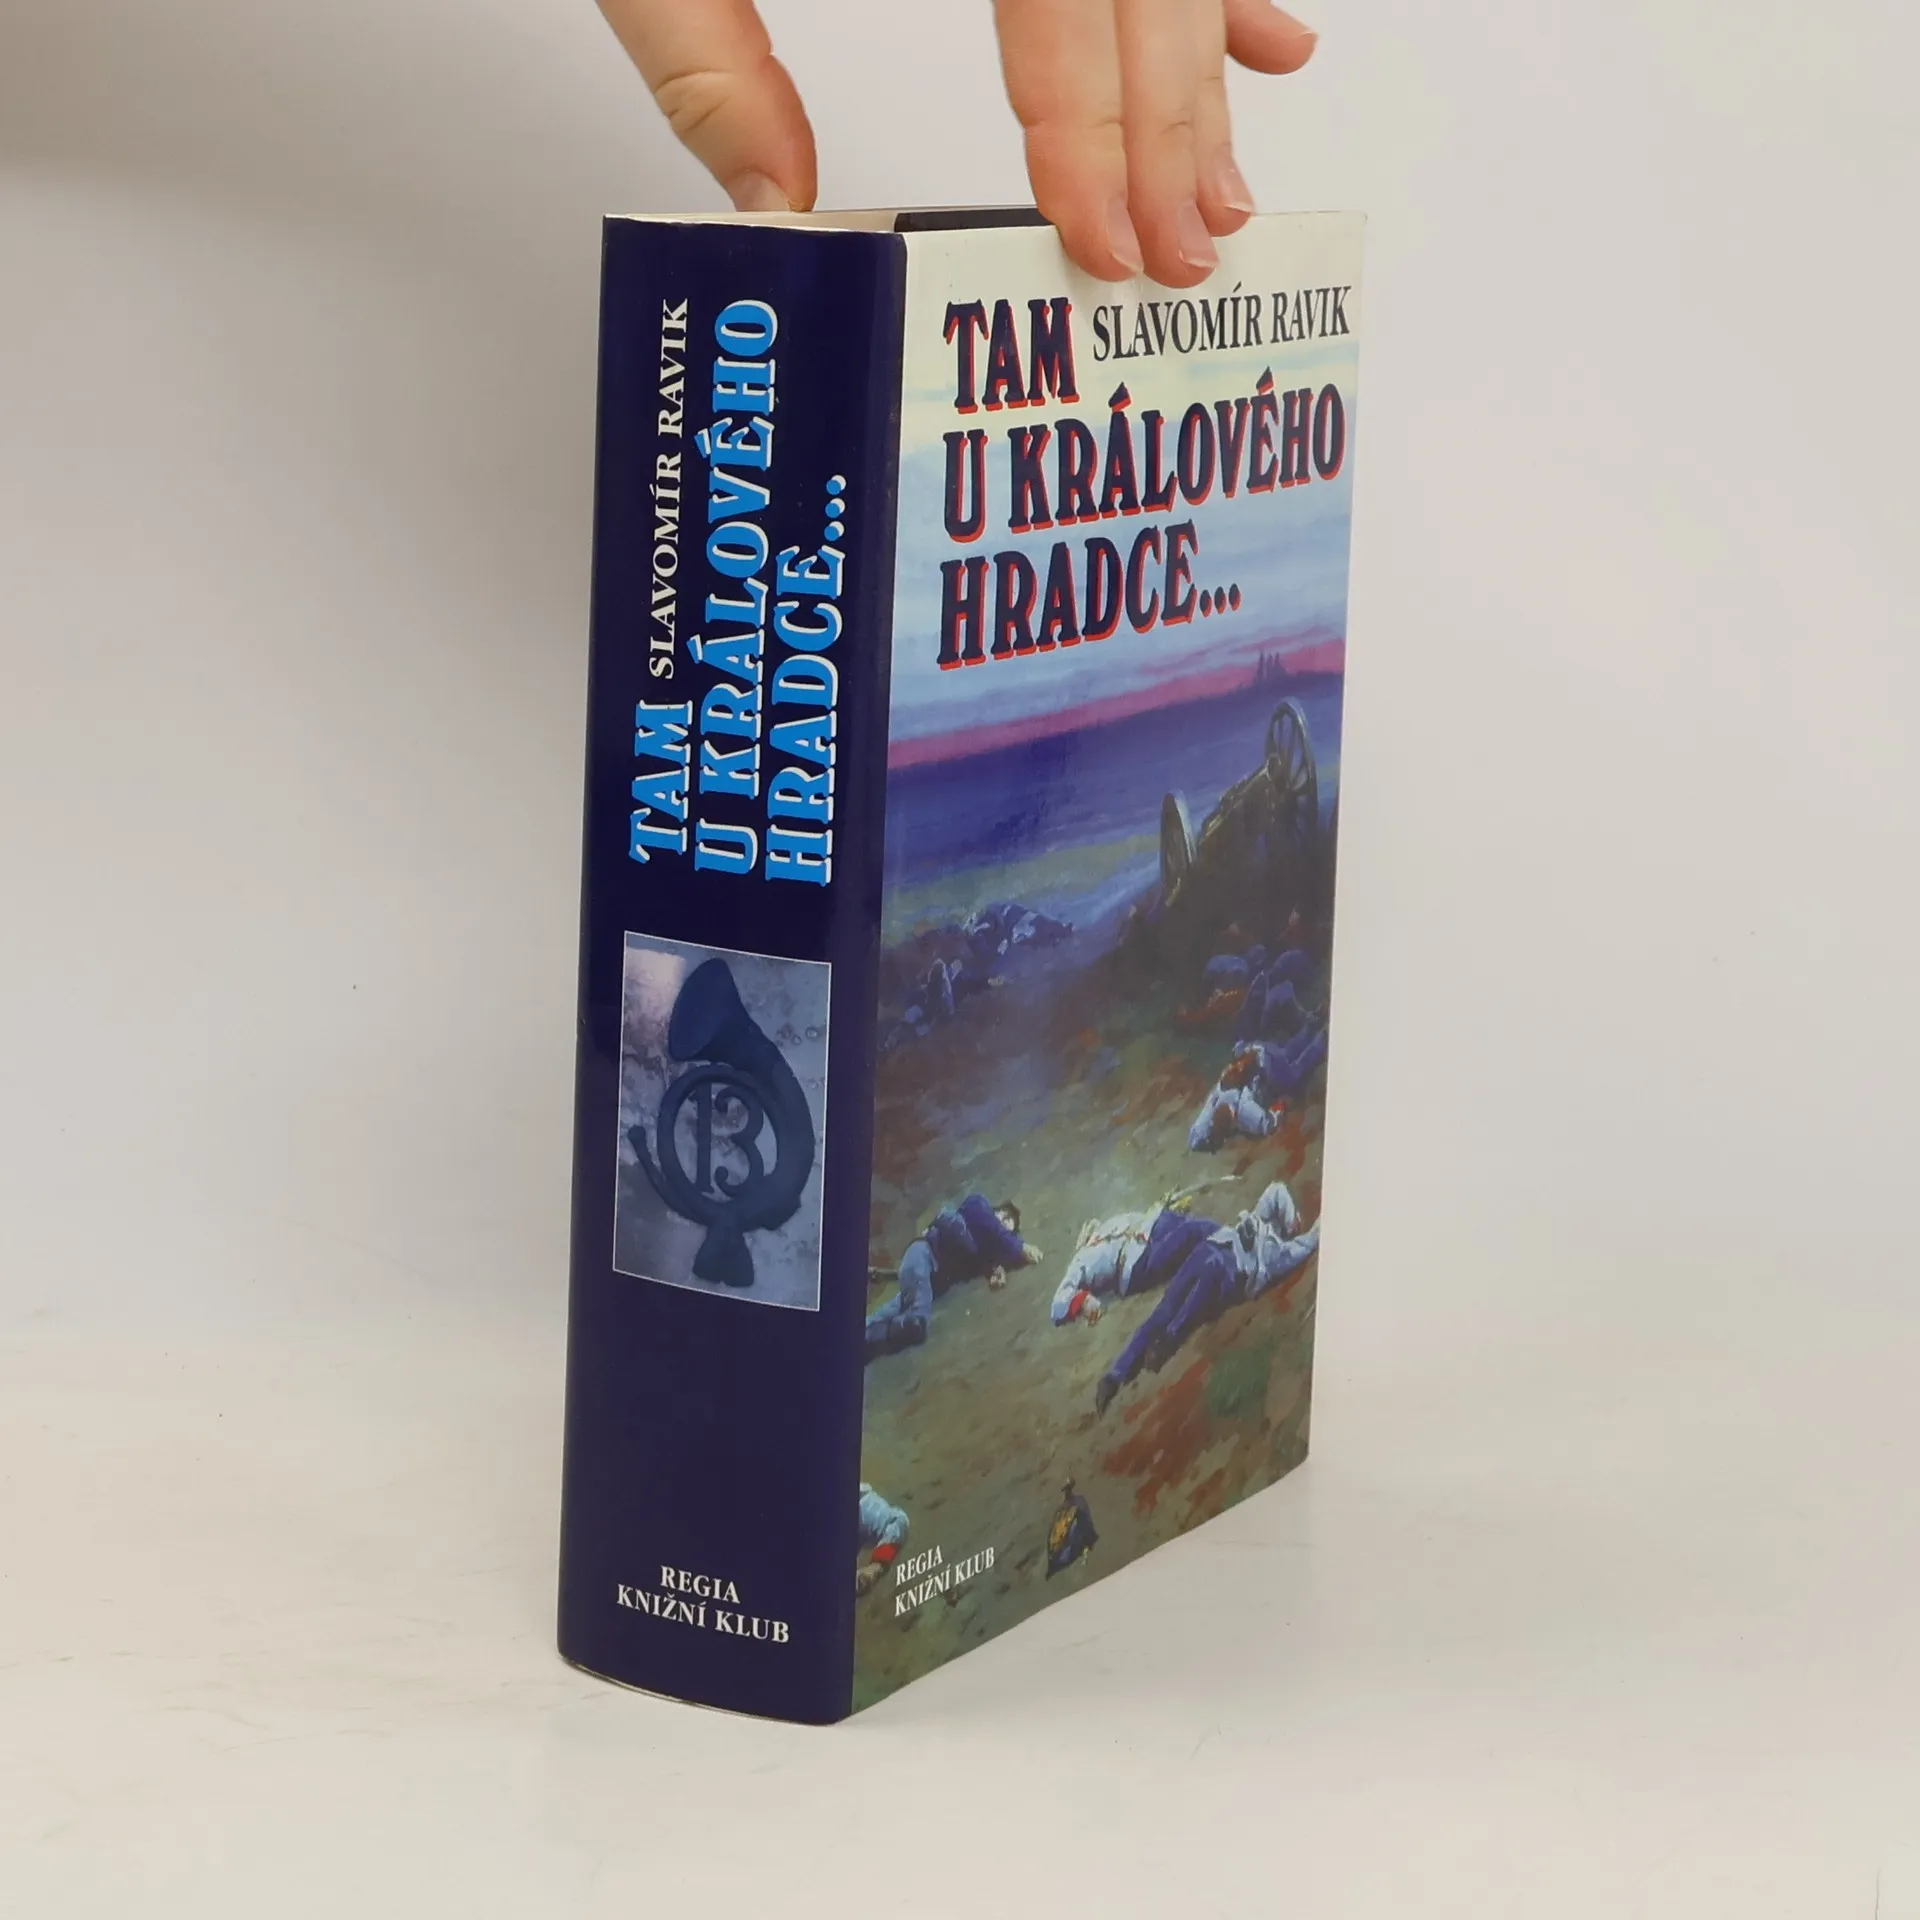 SLAVOMÍR RAVIK
TAM
U KRÁLOVÉHO
HRADCE...
13
REGIA
KNIŽNÍ KLUB
TAM
SLAVOMÍR RAVIK
U KRÁLOVÉHO
HRADCE...
REGIA
KNIŽNÍ KLUB